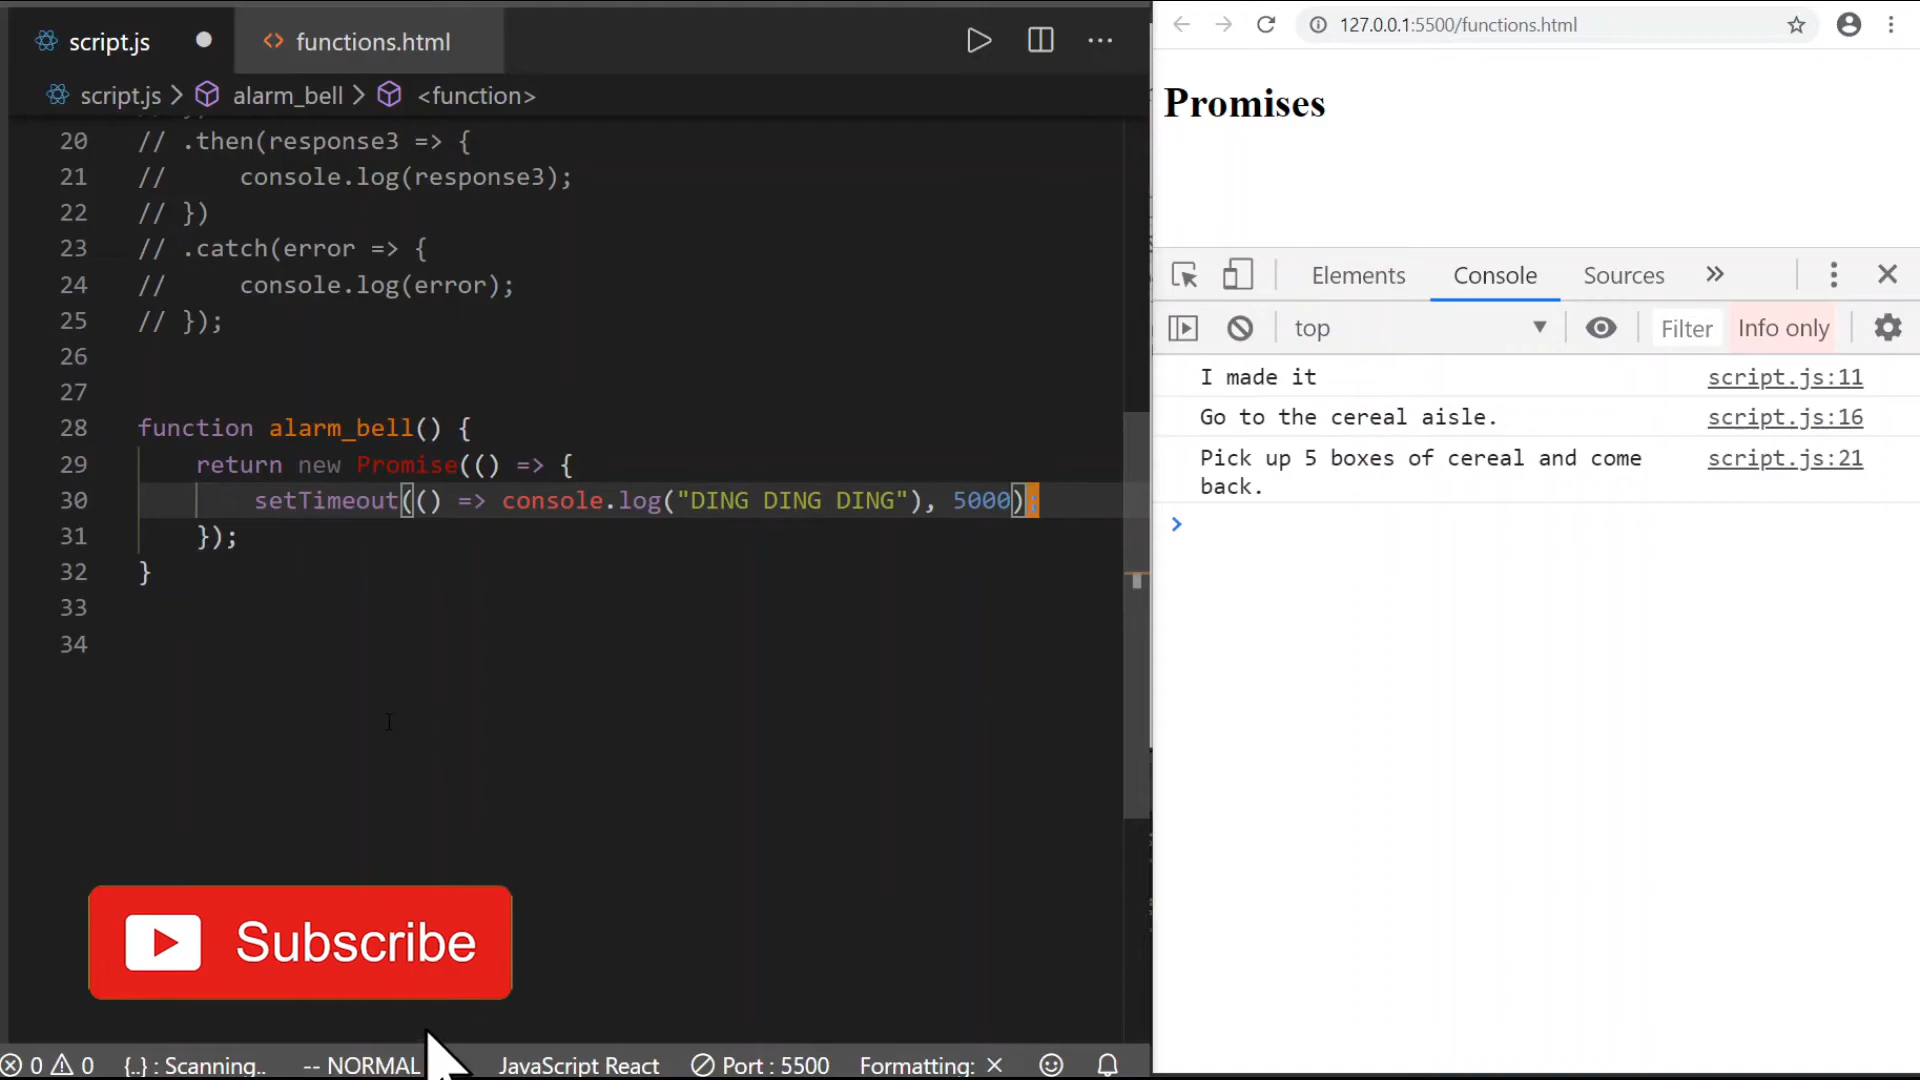 script.js
functions.html
script.js > alarm_bell > <function>
20 // .then(response3 => {
21 //     console.log(response3);
22 // })
23 // .catch(error => {
24 //     console.log(error);
25 // });
26
27
28 function alarm_bell() {
29     return new Promise(() => {
30         setTimeout(() => console.log("DING DING DING"), 5000);
31     });
32 }
33
34
Subscribe
0 0 {..} : Scanning.. -- NORMAL JavaScript React Port : 5500 Formatting: ×
127.0.0.1:5500/functions.html
Promises
Elements Console Sources »
top Filter Info only
I made it script.js:11
Go to the cereal aisle. script.js:16
Pick up 5 boxes of cereal and come script.js:21
back.
>